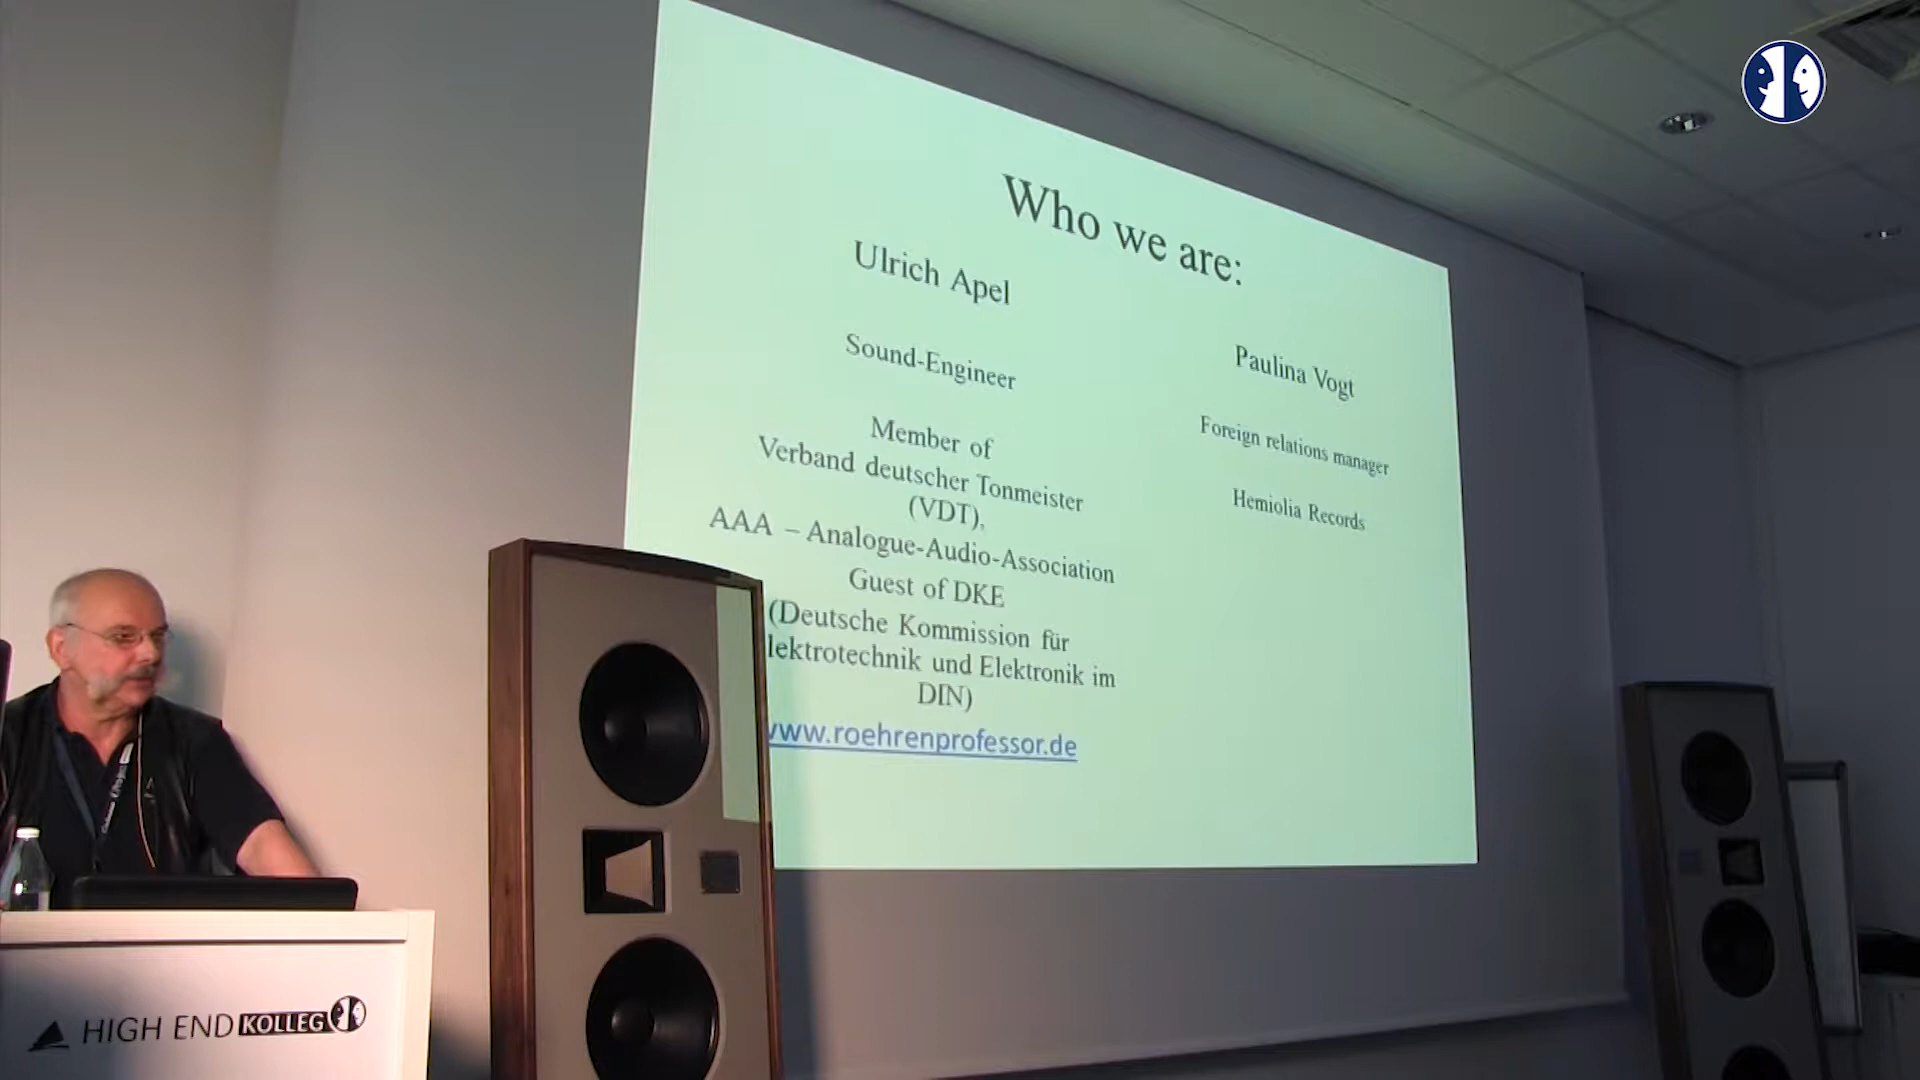 Who we are:
Ulrich Apel
Sound-Engineer
Member of
Verband deutscher Tonmeister
(VDT),
AAA – Analogue-Audio-Association
Guest of DKE
(Deutsche Kommission für
lektrotechnik und Elektronik im
DIN)
www.roehrenprofessor.de
Paulina Vogt
Foreign relations manager
Hemiolia Records
HIGH END KOLLEG